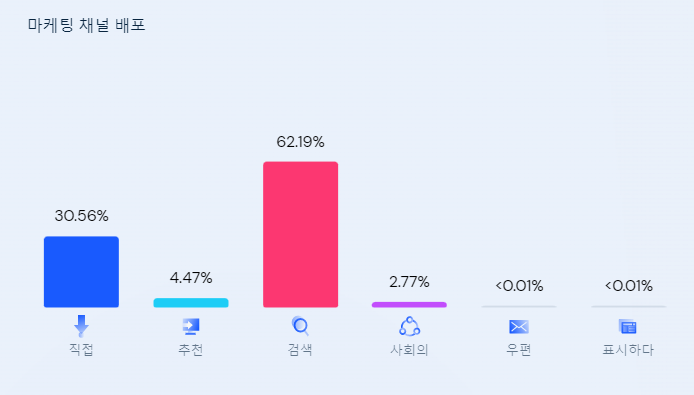 마케팅 채널 배포
62.19%
30.56%
4.47%
2.77%
<0.01%
<0.01%
직접
추천
검색
사회의
우편
표시하다